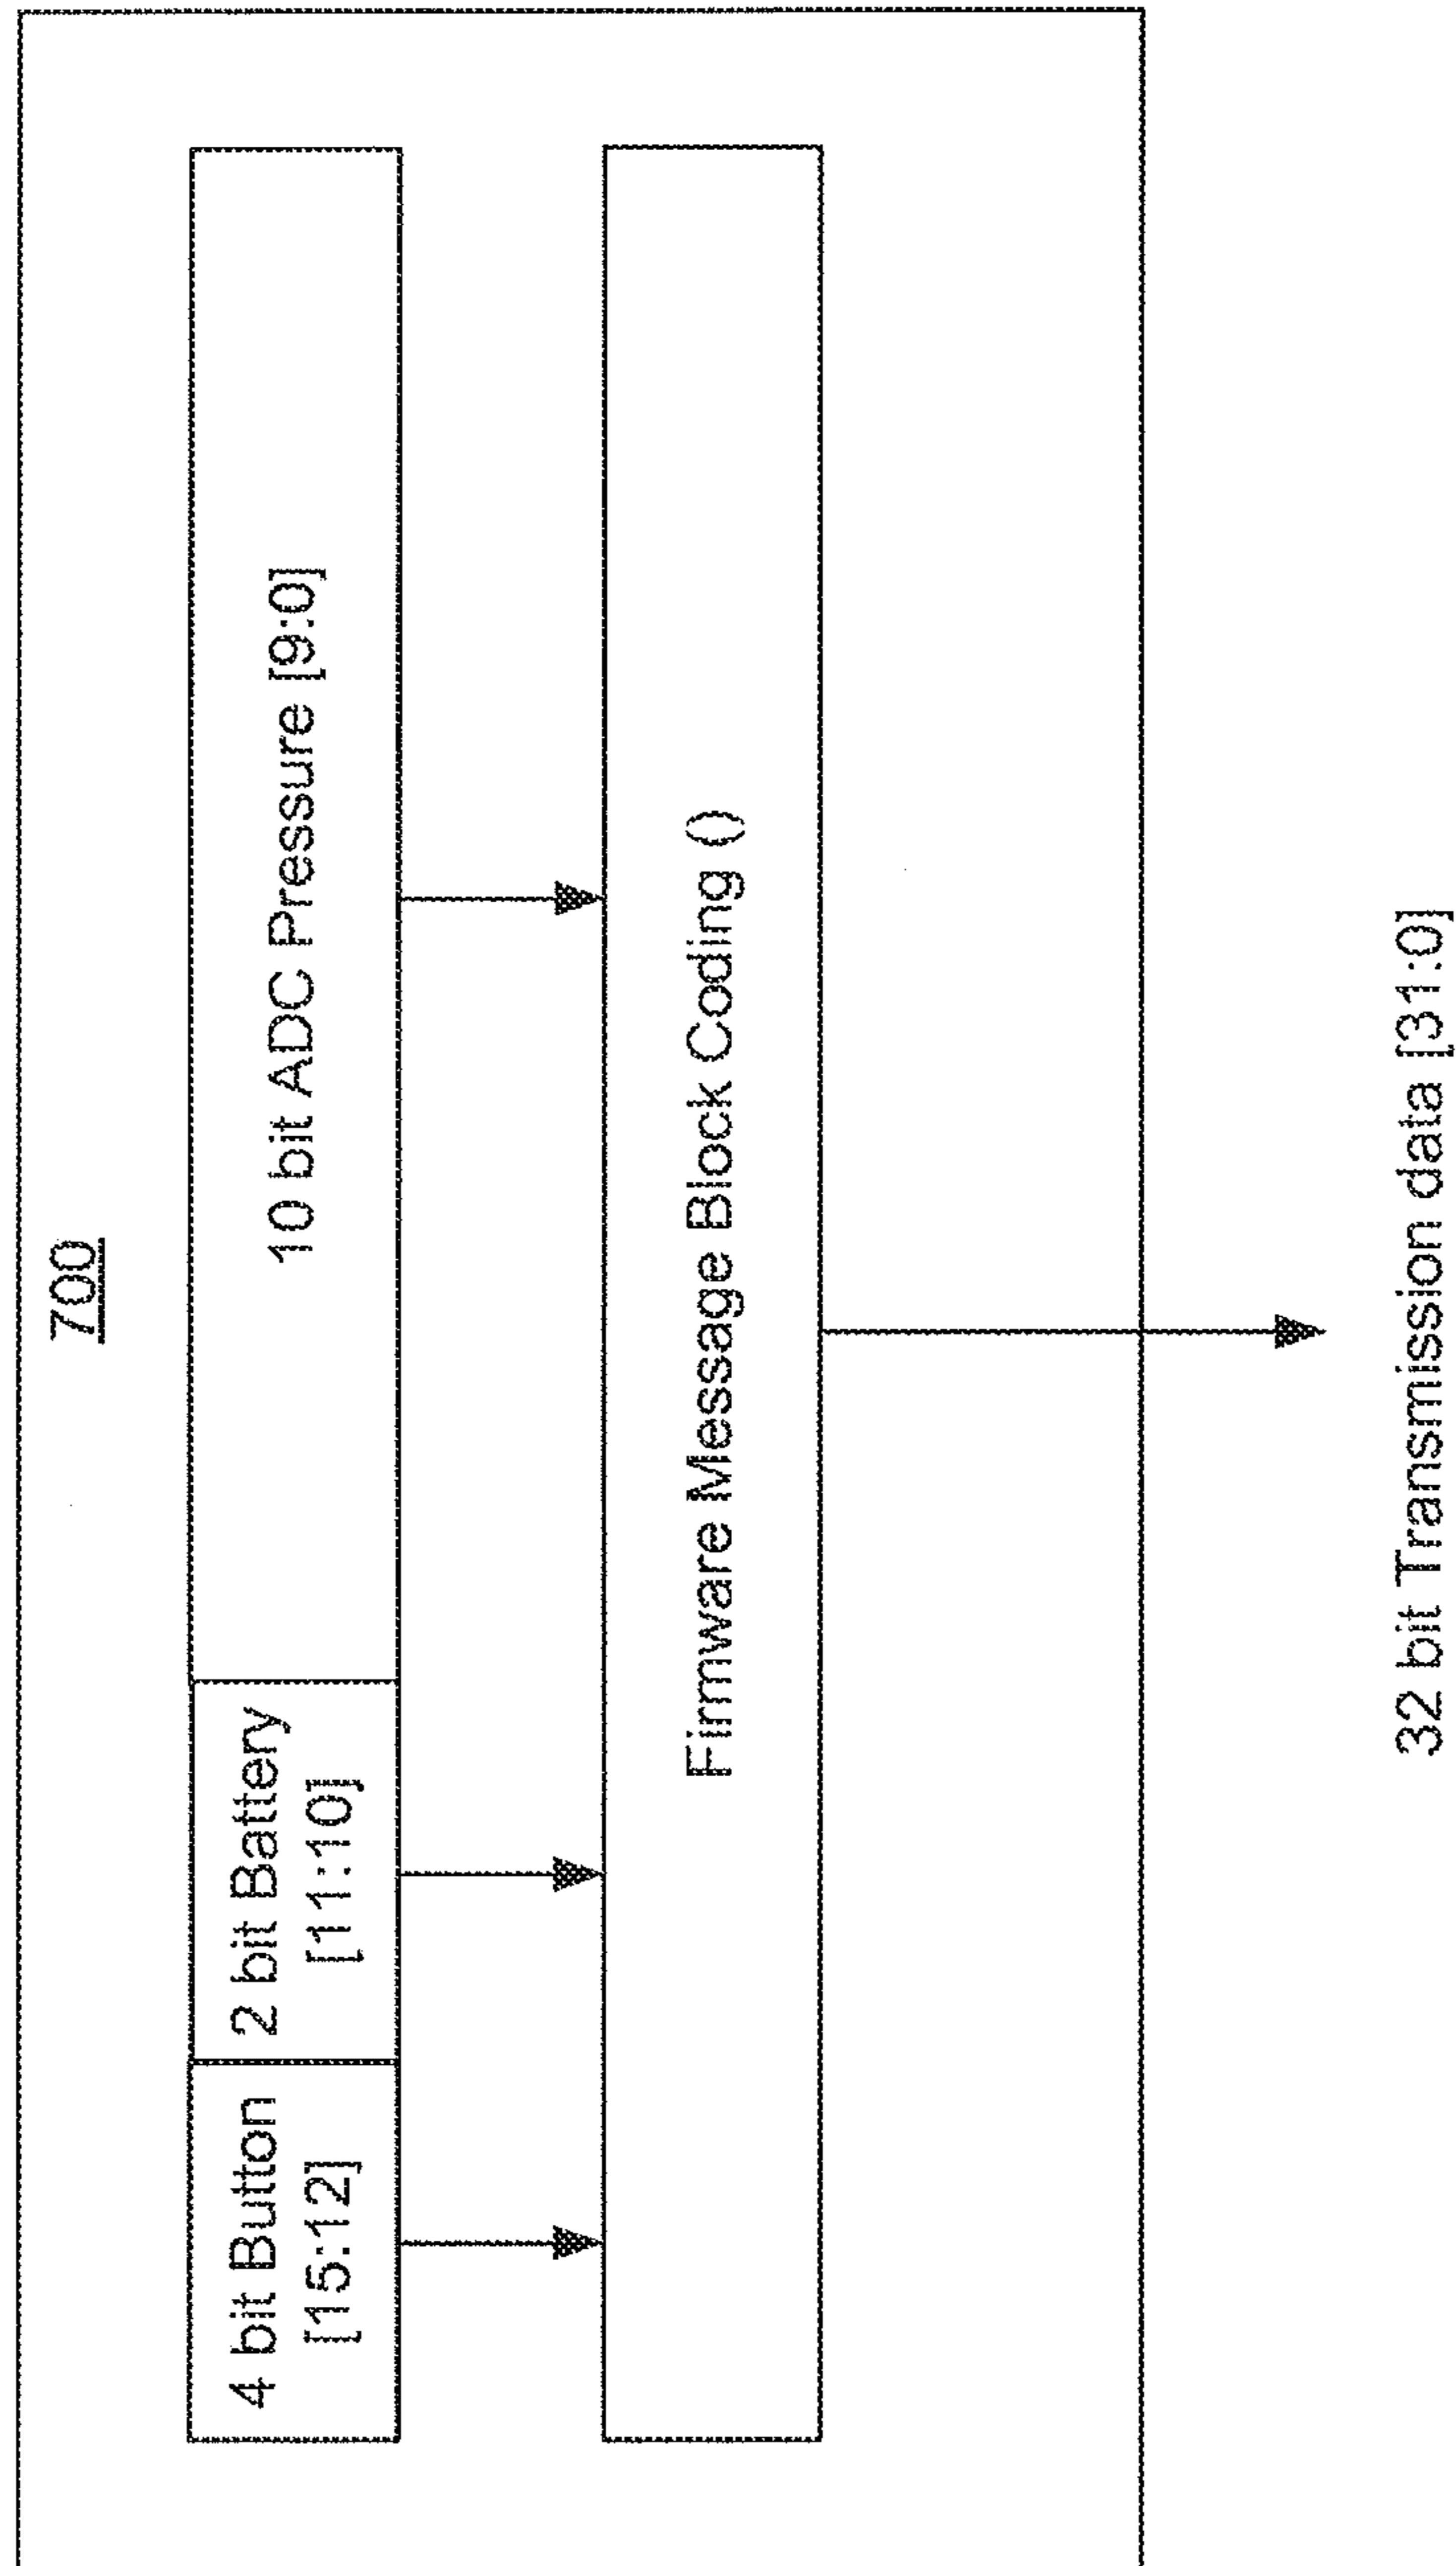 700
4 bit Button
[15:12]
2 bit Battery
[11:10]
10 bit ADC Pressure [9:0]
Firmware Message Block Coding ()
32 bit Transmission data [31:0]